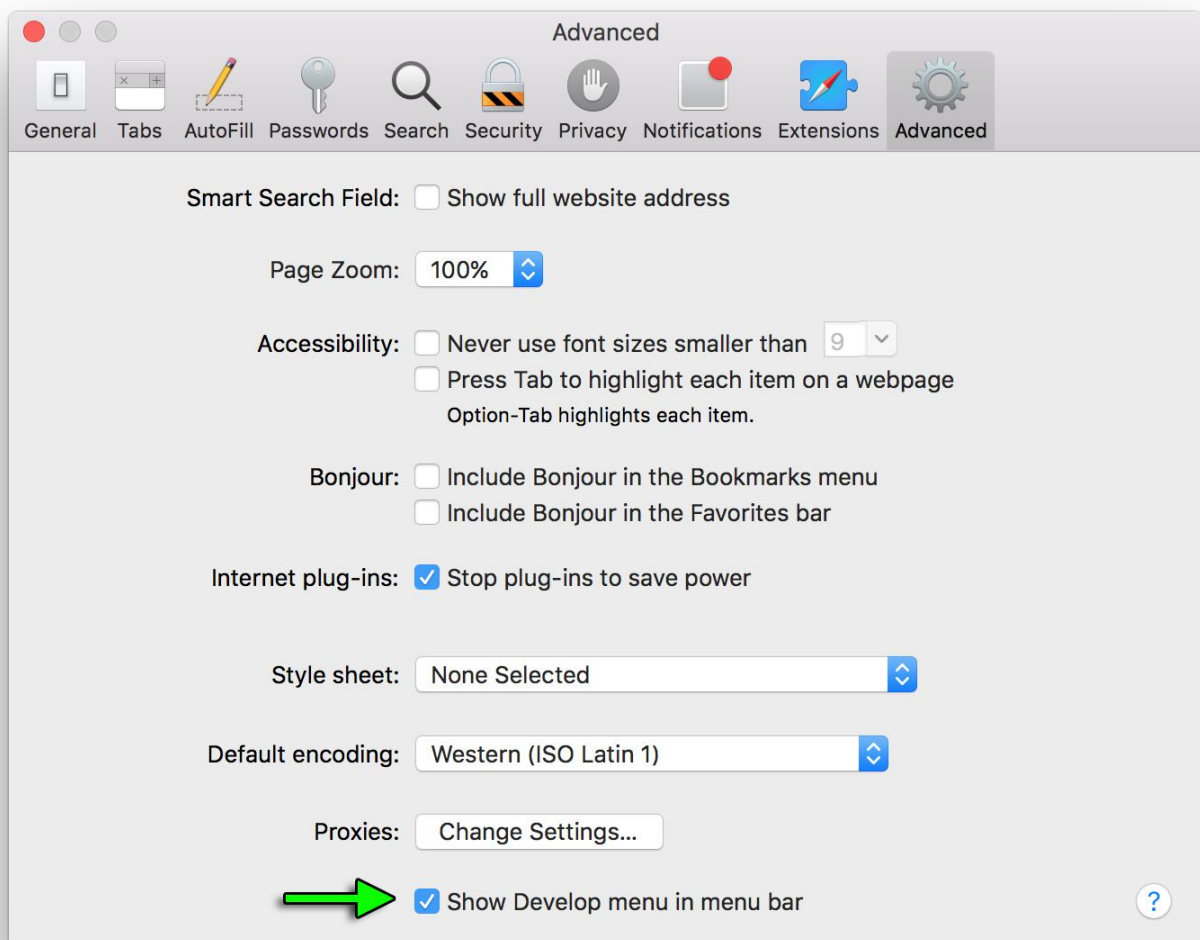 Advanced
General Tabs AutoFill Passwords Search Security Privacy Notifications Extensions Advanced
Smart Search Field: Show full website address
Page Zoom: 100%
Accessibility: Never use font sizes smaller than 9
Press Tab to highlight each item on a webpage
Option-Tab highlights each item.
Bonjour: Include Bonjour in the Bookmarks menu
Include Bonjour in the Favorites bar
Internet plug-ins: Stop plug-ins to save power
Style sheet: None Selected
Default encoding: Western (ISO Latin 1)
Proxies: Change Settings...
Show Develop menu in menu bar ?